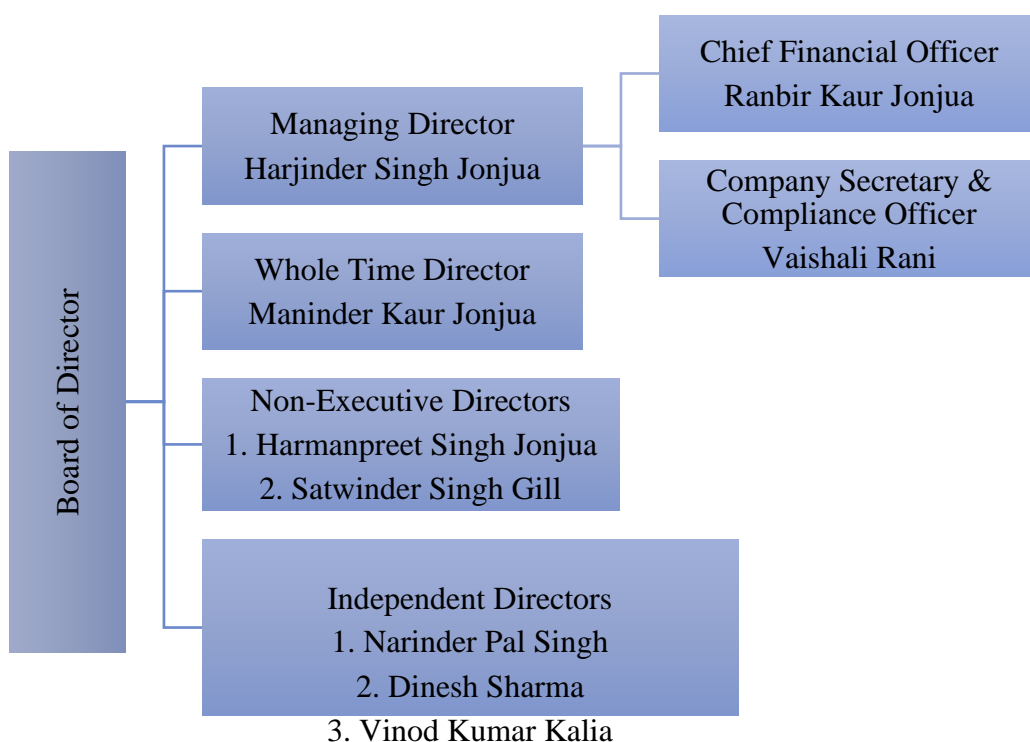 Board of Director
Managing Director
Harjinder Singh Jonjua
Chief Financial Officer
Ranbir Kaur Jonjua
Company Secretary &
Compliance Officer
Vaishali Rani
Whole Time Director
Maninder Kaur Jonjua
Non-Executive Directors
1. Harmanpreet Singh Jonjua
2. Satwinder Singh Gill
Independent Directors
1. Narinder Pal Singh
2. Dinesh Sharma
3. Vinod Kumar Kalia